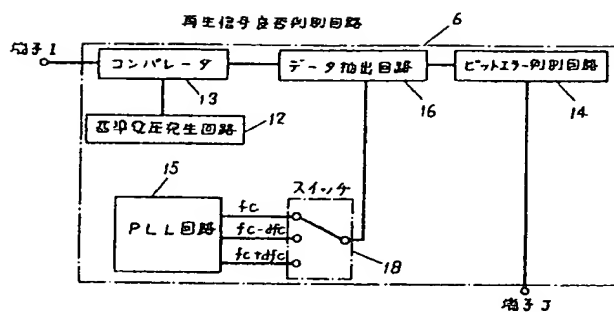 再生信号良否判別回路
6
端子I
コンパレータ
データ抽出回路
ビットエラー判別回路
13
16
14
基準電圧発生回路
12
15
スイッチ
PLL回路
fc
fc-dfc
fc+dfc
18
端子J